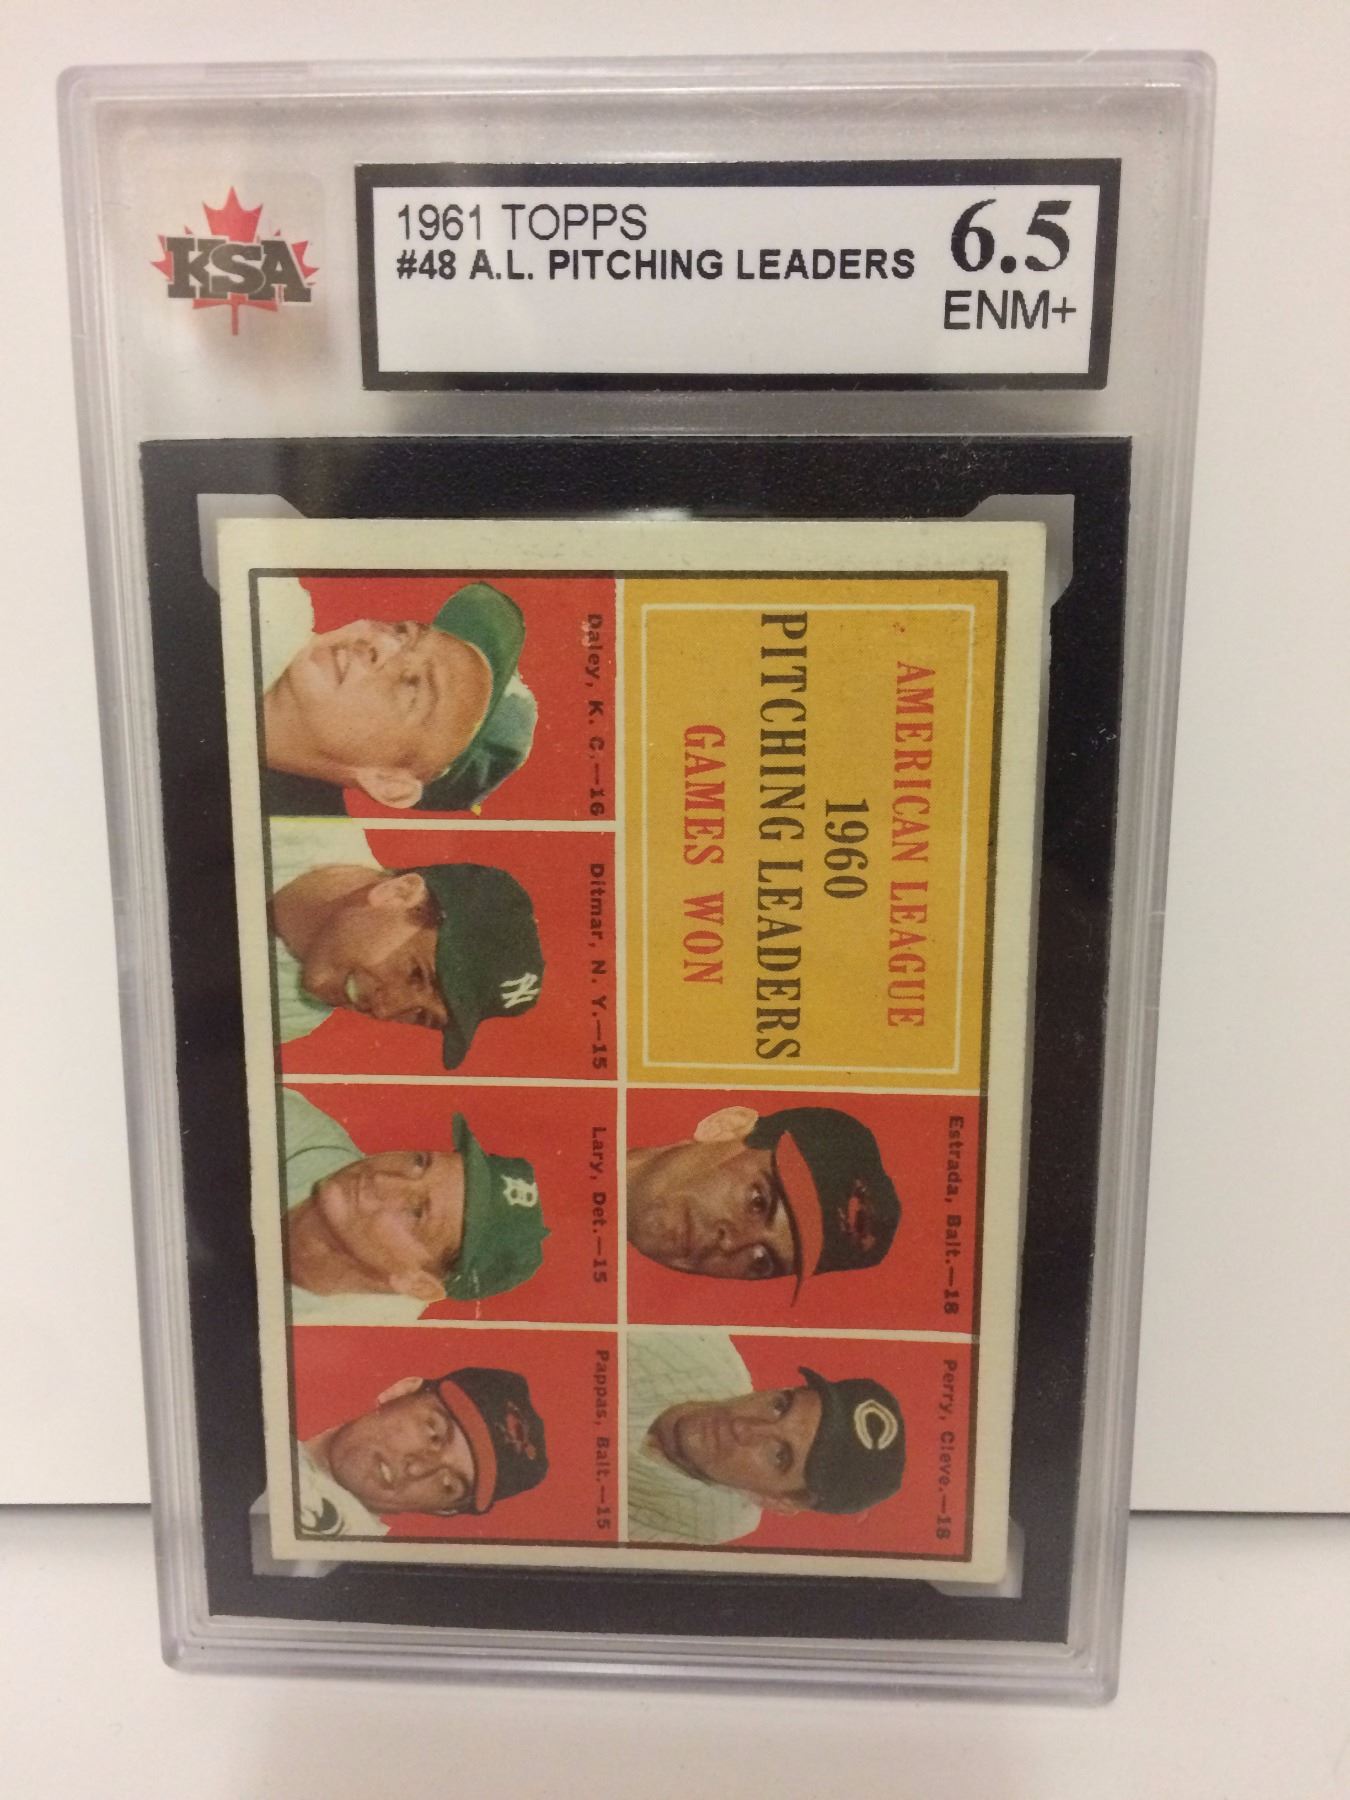 KSA
1961 TOPPS
#48 A.L. PITCHING LEADERS
6.5
ENM+
AMERICAN LEAGUE
1960
PITCHING LEADERS
GAMES WON
Estrada, Balt.—18
Perry, Cleve.—18
Daley, K. C.—16
Ditmar, N. Y.—15
Lary, Det.—15
Pappas, Balt.—15
NY
D
C